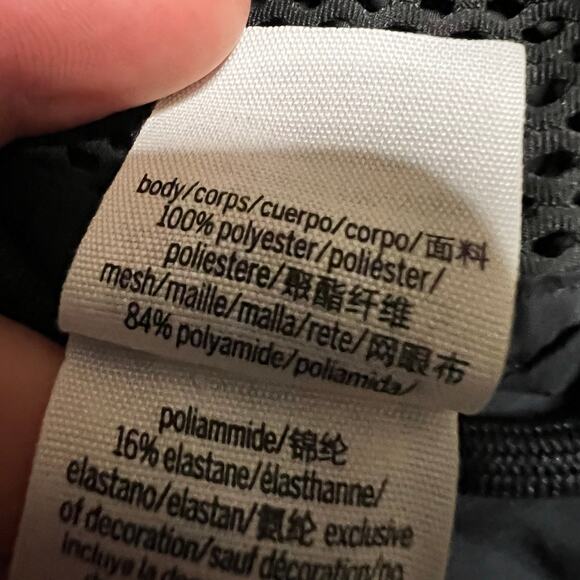 body/corps/cuerpo/corpo/面料
100% polyester/poliéster/
poliestere/聚酯纤维
mesh/maille/malla/rete/网眼布
84% polyamide/poliamida/
poliammide/锦纶
16% elastane/élasthanne/
elastano/elastan/氨纶 exclusive
of decoration/sauf décoration/no
incluye la